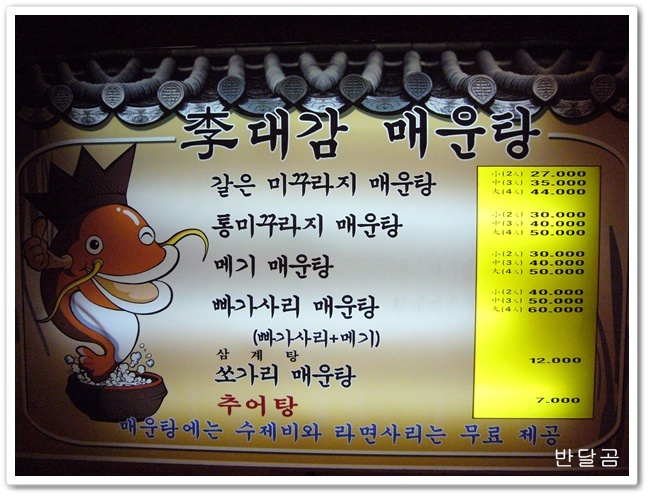 李대감 매운탕
갈은 미꾸라지 매운탕 小(2人) 27.000
中(3人) 35.000
大(4人) 44.000
통미꾸라지 매운탕 小(2人) 30.000
中(3人) 40.000
大(4人) 50.000
메기 매운탕 小(2人) 30.000
中(3人) 40.000
大(4人) 50.000
빠가사리 매운탕 小(2人) 40.000
中(3人) 50.000
大(4人) 60.000
(빠가사리+메기)
삼계탕
쏘가리 매운탕 12.000
추어탕 7.000
매운탕에는 수제비와 라면사리는 무료 제공
반달곰